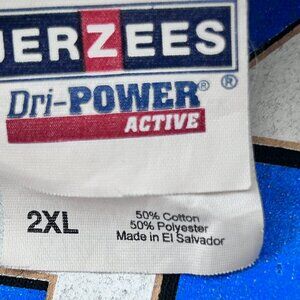 JERZEES
Dri-POWER®
®
ACTIVE
2XL
50% Cotton
50% Polyester
Made in El Salvador